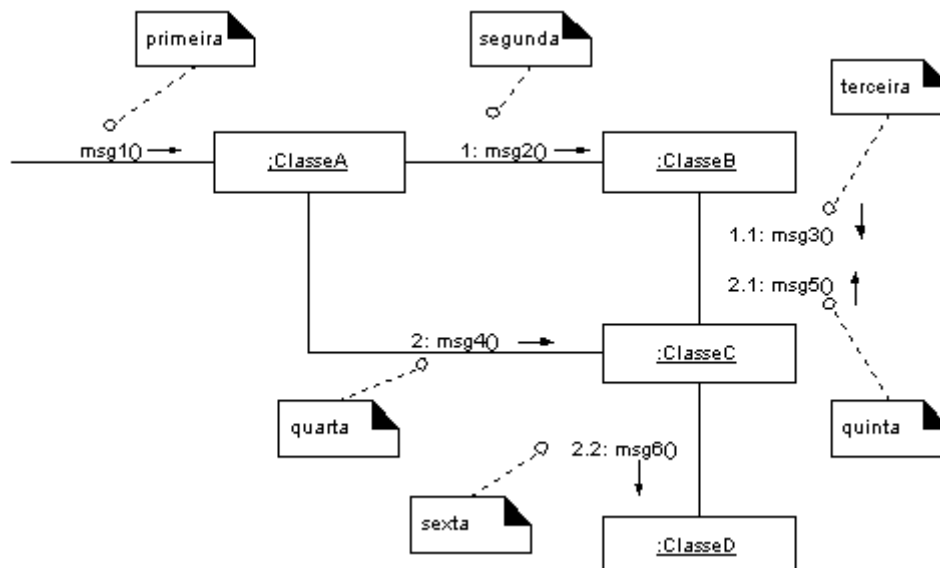 primeira
segunda
terceira
msg1()
;ClasseA
1: msg2()
:ClasseB
1.1: msg3()
2.1: msg5()
2: msg4()
:ClasseC
quarta
quinta
2.2: msg6()
sexta
:ClasseD